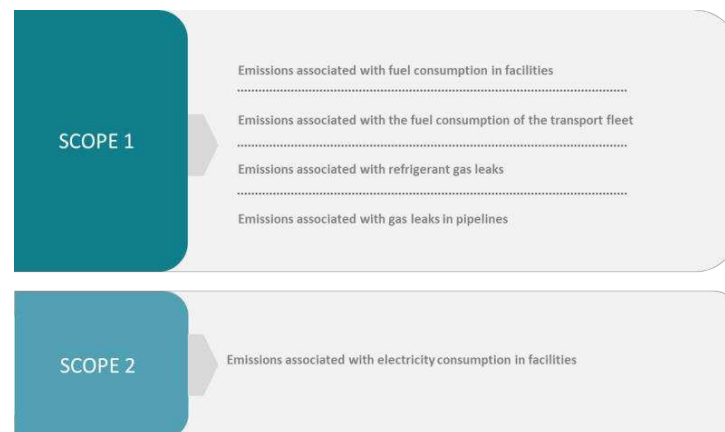 SCOPE 1
Emissions associated with fuel consumption in facilities
Emissions associated with the fuel consumption of the transport fleet
Emissions associated with refrigerant gas leaks
Emissions associated with gas leaks in pipelines
SCOPE 2
Emissions associated with electricity consumption in facilities